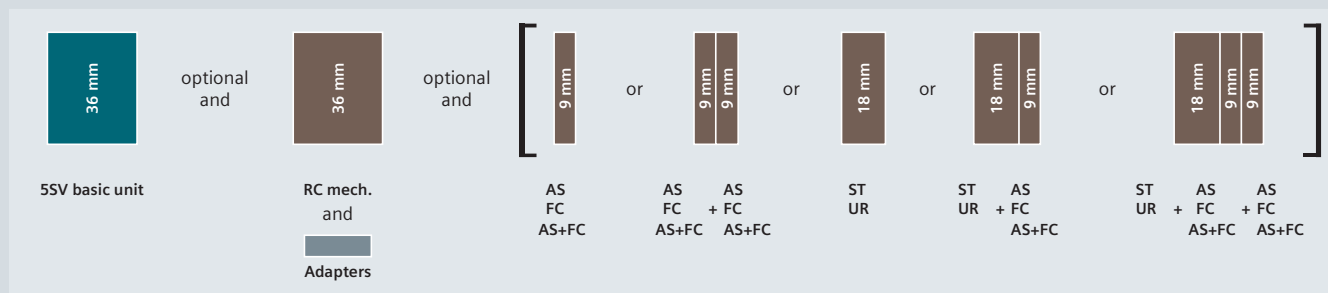 36 mm
optional
and
36 mm
optional
and
9 mm
or
9 mm
9 mm
or
18 mm
or
18 mm
9 mm
or
18 mm
9 mm
9 mm
5SV basic unit
RC mech.
and
Adapters
AS
FC
AS+FC
AS
FC
AS+FC
+
AS
FC
AS+FC
ST
UR
ST
UR
+
AS
FC
AS+FC
ST
UR
+
AS
FC
AS+FC
+
AS
FC
AS+FC